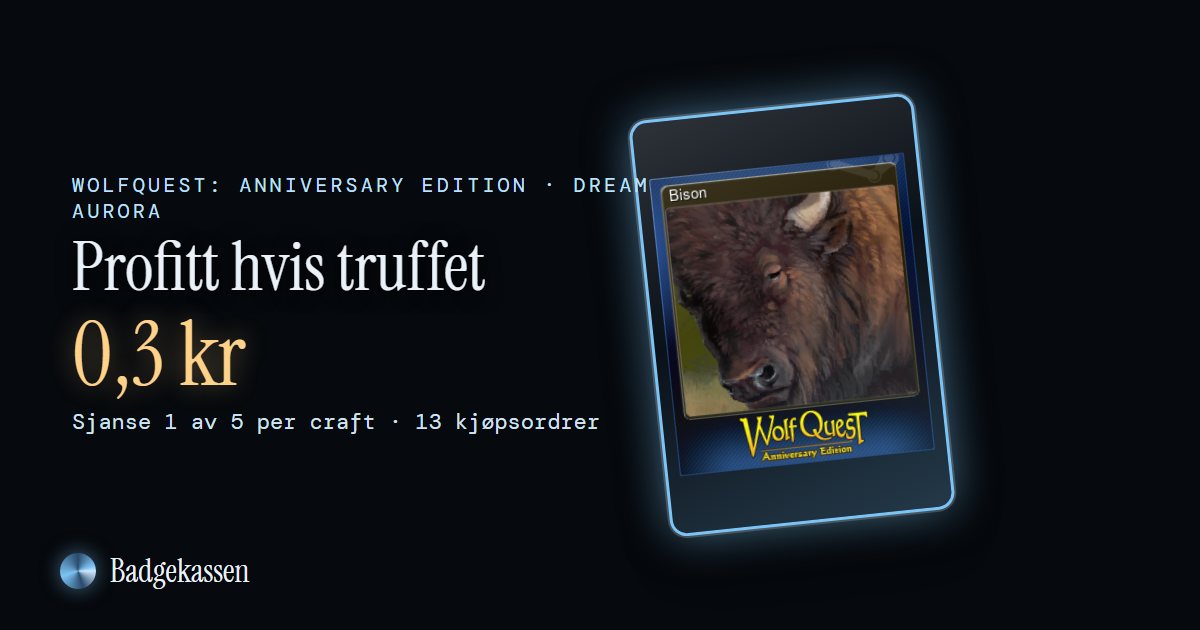 WOLFQUEST: ANNIVERSARY EDITION · DREAM
AURORA
Profitt hvis truffet
0,3 kr
Sjanse 1 av 5 per craft · 13 kjøpsordrer
Bison
WolfQuest
Anniversary Edition
Badgekassen